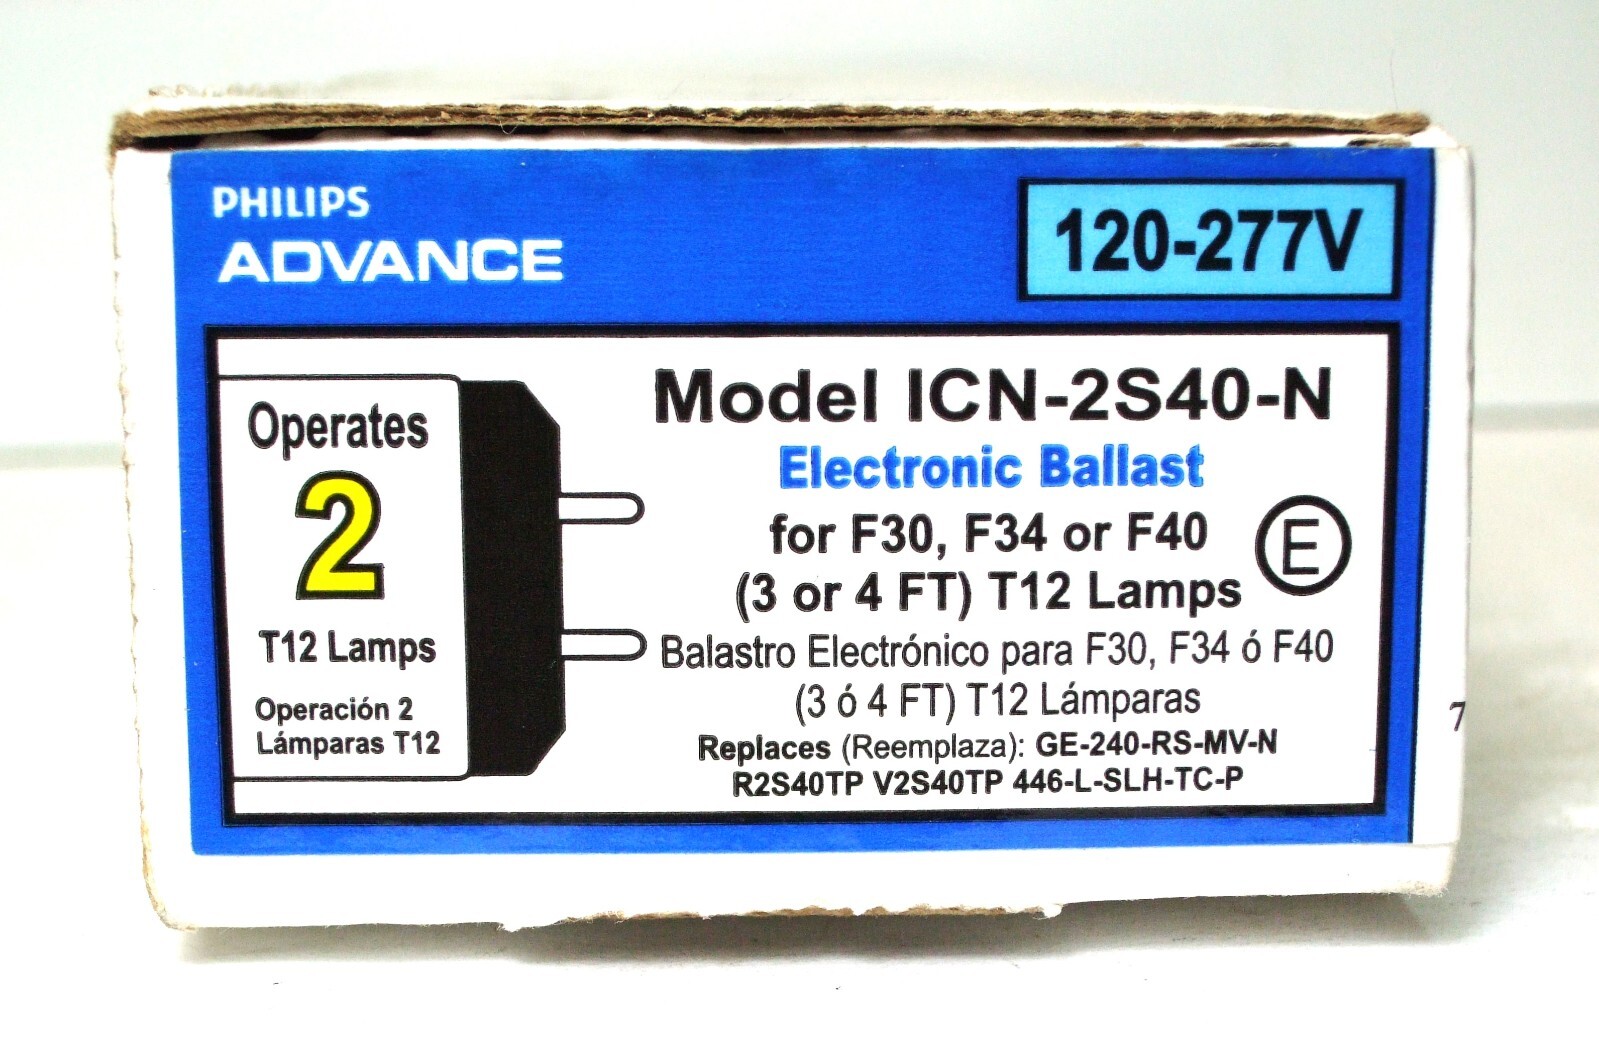 PHILIPS
ADVANCE
120-277V
Operates
2
T12 Lamps
Operación 2
Lámparas T12
Model ICN-2S40-N
Electronic Ballast
for F30, F34 or F40
(3 or 4 FT) T12 Lamps
E
Balastro Electrónico para F30, F34 ó F40
(3 ó 4 FT) T12 Lámparas
Replaces (Reemplaza): GE-240-RS-MV-N
R2S40TP V2S40TP 446-L-SLH-TC-P
7